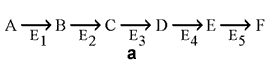 A → B → C → D → E → F
E1 E2 E3 E4 E5
a